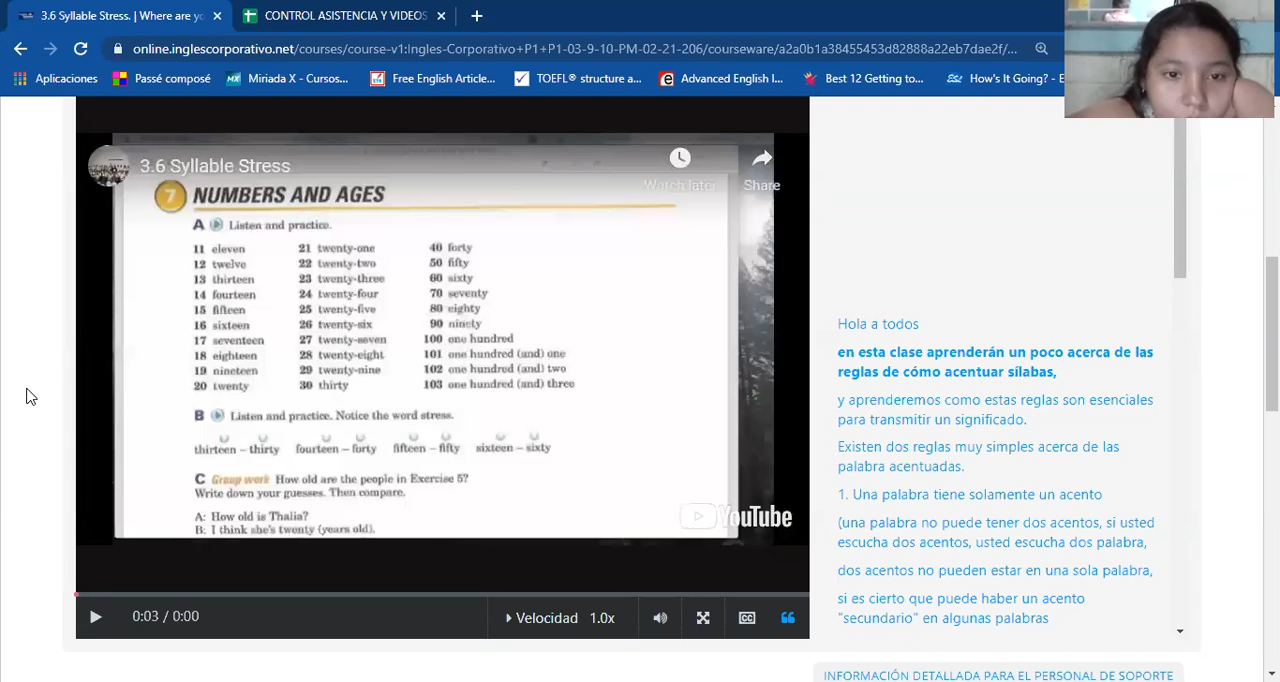 3.6 Syllable Stress. | Where are yo
CONTROL ASISTENCIA Y VIDEOS
online.inglescorporativo.net/courses/course-v1:Ingles-Corporativo+P1+P1-03-9-10-PM-02-21-206/courseware/a2a0b1a38455453d82888a22eb7dae2f/...
Aplicaciones
Passé composé
Miriada X - Cursos...
Free English Article...
TOEFL® structure a...
Advanced English l...
Best 12 Getting to...
How's It Going? - E
3.6 Syllable Stress
Watch later
Share
7 NUMBERS AND AGES
A Listen and practice.
11 eleven 21 twenty-one 40 forty
12 twelve 22 twenty-two 50 fifty
13 thirteen 23 twenty-three 60 sixty
14 fourteen 24 twenty-four 70 seventy
15 fifteen 25 twenty-five 80 eighty
16 sixteen 26 twenty-six 90 ninety
17 seventeen 27 twenty-seven 100 one hundred
18 eighteen 28 twenty-eight 101 one hundred (and) one
19 nineteen 29 twenty-nine 102 one hundred (and) two
20 twenty 30 thirty 103 one hundred (and) three
B Listen and practice. Notice the word stress.
thirteen – thirty fourteen – forty fifteen – fifty sixteen – sixty
C Group work How old are the people in Exercise 5?
Write down your guesses. Then compare.
A: How old is Thalia?
B: I think she's twenty (years old).
YouTube
0:03 / 0:00
Velocidad 1.0x
CC
Hola a todos
en esta clase aprenderán un poco acerca de las
reglas de cómo acentuar sílabas,
y aprenderemos como estas reglas son esenciales
para transmitir un significado.
Existen dos reglas muy simples acerca de las
palabra acentuadas.
1. Una palabra tiene solamente un acento
(una palabra no puede tener dos acentos, si usted
escucha dos acentos, usted escucha dos palabra,
dos acentos no pueden estar en una sola palabra,
si es cierto que puede haber un acento
"secundario" en algunas palabras
INFORMACIÓN DETALLADA PARA EL PERSONAL DE SOPORTE